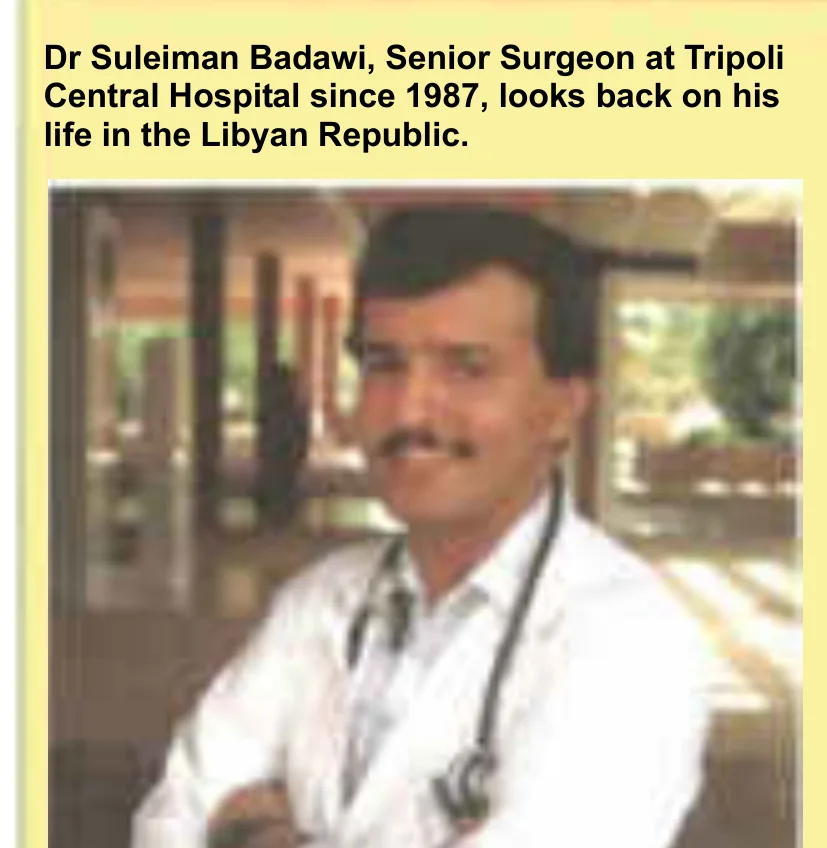 Dr Suleiman Badawi, Senior Surgeon at Tripoli
Central Hospital since 1987, looks back on his
life in the Libyan Republic.